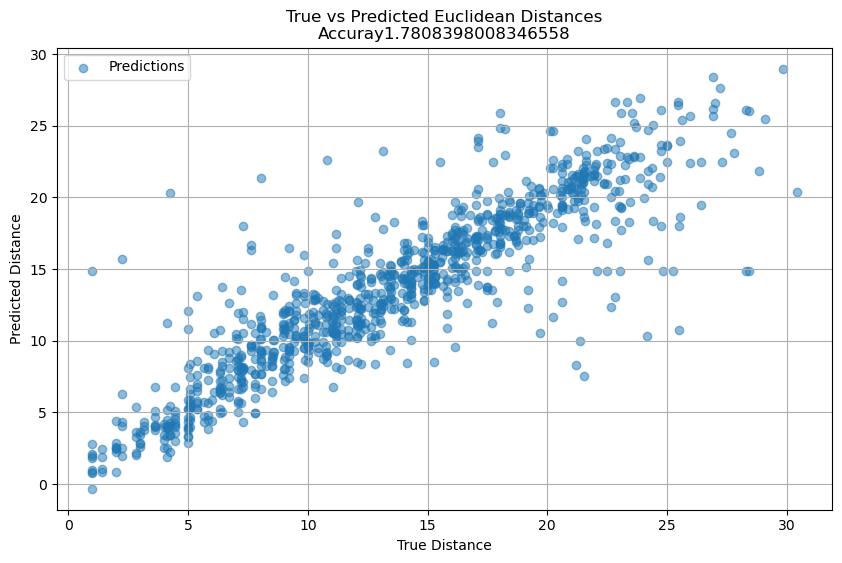 True vs Predicted Euclidean Distances
Accuray1.7808398008346558
Predictions
30
25
20
15
10
5
0
Predicted Distance
0 5 10 15 20 25 30
True Distance